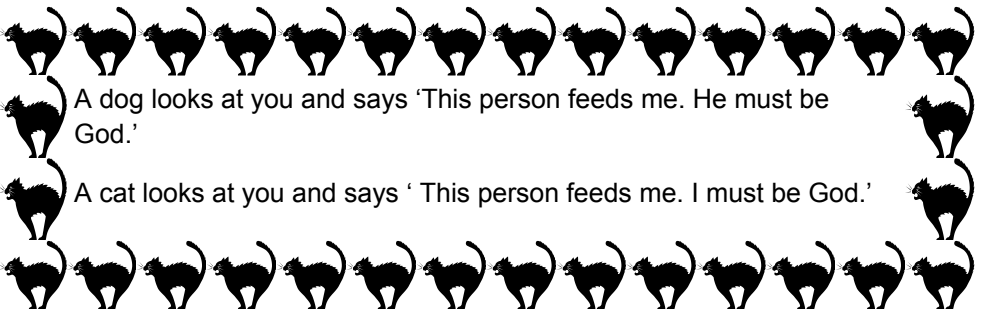 A dog looks at you and says ‘This person feeds me. He must be
God.’
A cat looks at you and says ‘ This person feeds me. I must be God.’